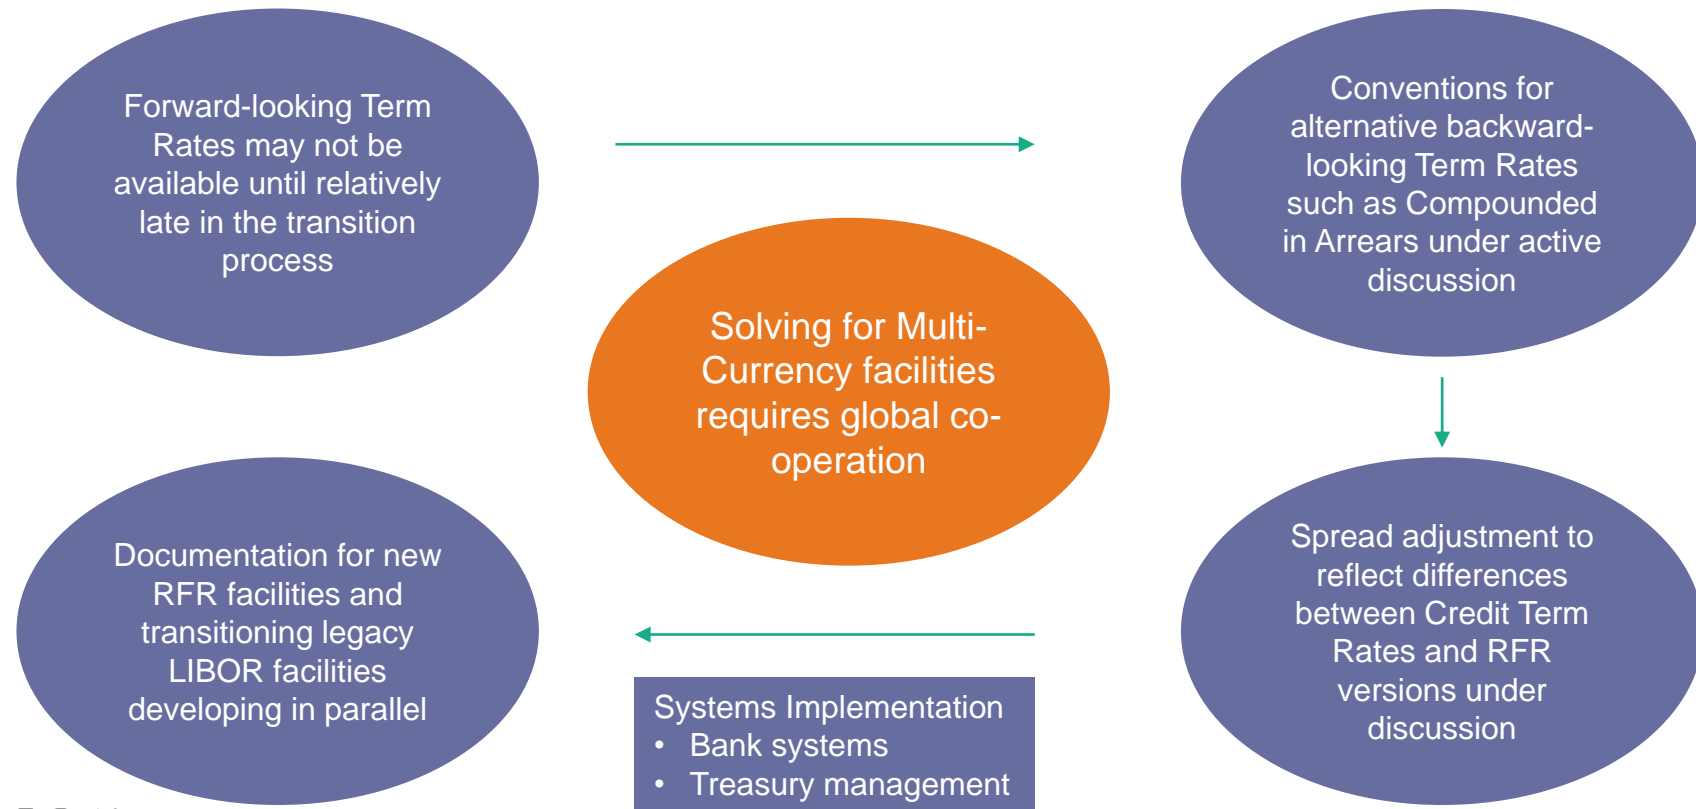 Forward-looking Term
Rates may not be
available until relatively
late in the transition
process
Conventions for
alternative backward-
looking Term Rates
such as Compounded
in Arrears under active
discussion
Solving for Multi-
Currency facilities
requires global co-
operation
Documentation for new
RFR facilities and
transitioning legacy
LIBOR facilities
developing in parallel
Spread adjustment to
reflect differences
between Credit Term
Rates and RFR
versions under
discussion
Systems Implementation
• Bank systems
• Treasury management